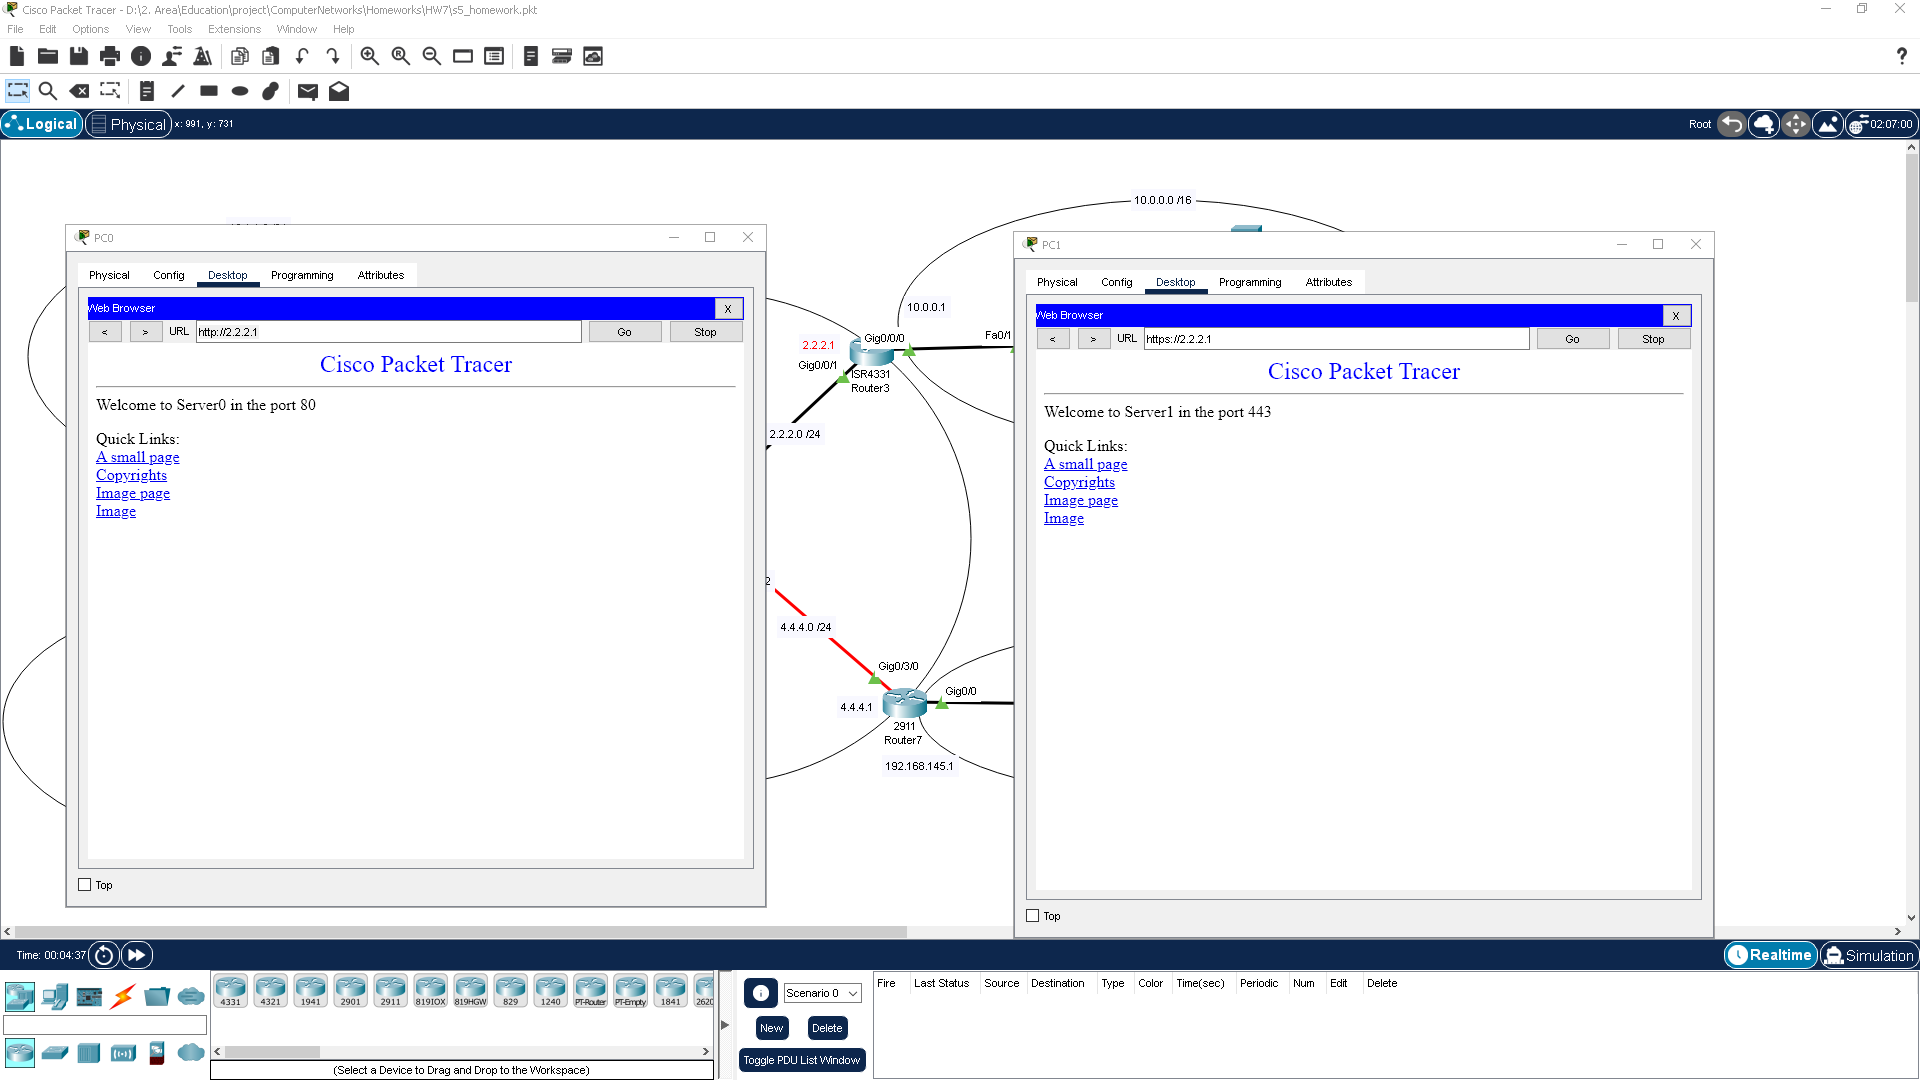 Cisco Packet Tracer - D:\2. Area\Education\project\ComputerNetworks\Homeworks\HW7\s5_homework.pkt
File Edit Options View Tools Extensions Window Help
?
Logical Physical x: 991, y: 731 Root 02:07:00
10.0.0.0 /16
PC0
Physical Config Desktop Programming Attributes
Web Browser X
< > URL http://2.2.2.1 Go Stop
Cisco Packet Tracer
Welcome to Server0 in the port 80
Quick Links:
A small page
Copyrights
Image page
Image
Top
10.0.0.1
2.2.2.1
Gig0/0/0
Fa0/1
Gig0/0/1
ISR4331
Router3
2.2.2.0 /24
2
4.4.4.0 /24
Gig0/3/0
Gig0/0
4.4.4.1
2911
Router7
192.168.145.1
PC1
Physical Config Desktop Programming Attributes
Web Browser X
< > URL https://2.2.2.1 Go Stop
Cisco Packet Tracer
Welcome to Server1 in the port 443
Quick Links:
A small page
Copyrights
Image page
Image
Top
Time: 00:04:37 Realtime Simulation
4331 4321 1941 2901 2911 819IOX 819HGW 829 1240 PT-Router PT-Empty 1841 2620
(Select a Device to Drag and Drop to the Workspace)
Scenario 0
New Delete
Toggle PDU List Window
Fire Last Status Source Destination Type Color Time(sec) Periodic Num Edit Delete